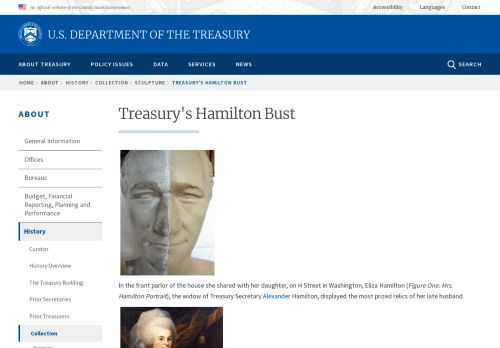 An official website of the United States Government
Accessibility Languages Contact
U.S. DEPARTMENT OF THE TREASURY
ABOUT TREASURY POLICY ISSUES DATA SERVICES NEWS SEARCH
HOME › ABOUT › HISTORY › COLLECTION › SCULPTURE › TREASURY'S HAMILTON BUST
ABOUT
Treasury's Hamilton Bust
General Information
Offices
Bureaus
Budget, Financial
Reporting, Planning and
Performance
History
Curator
History Overview
The Treasury Building
Prior Secretaries
Prior Treasurers
Collection
In the front parlor of the house she shared with her daughter, on H Street in Washington, Eliza Hamilton (Figure One: Mrs.
Hamilton Portrait), the widow of Treasury Secretary Alexander Hamilton, displayed the most prized relics of her late husband.